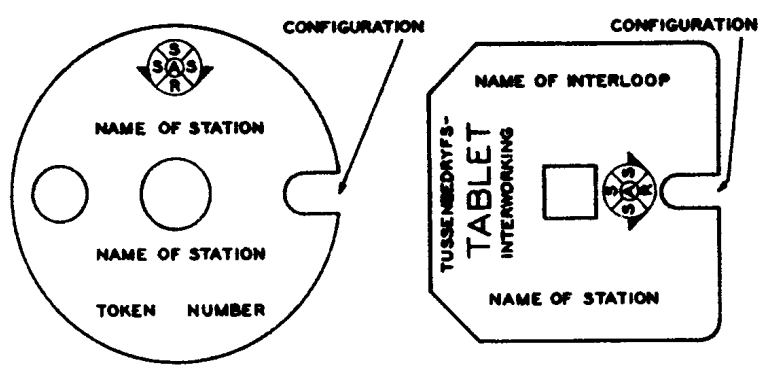 CONFIGURATION
S
S A S
R
NAME OF STATION
NAME OF STATION
TOKEN NUMBER
CONFIGURATION
NAME OF INTERLOOP
TUSSENBEDRYFS-
TABLET
INTERWORKING
S
S A R
S
NAME OF STATION